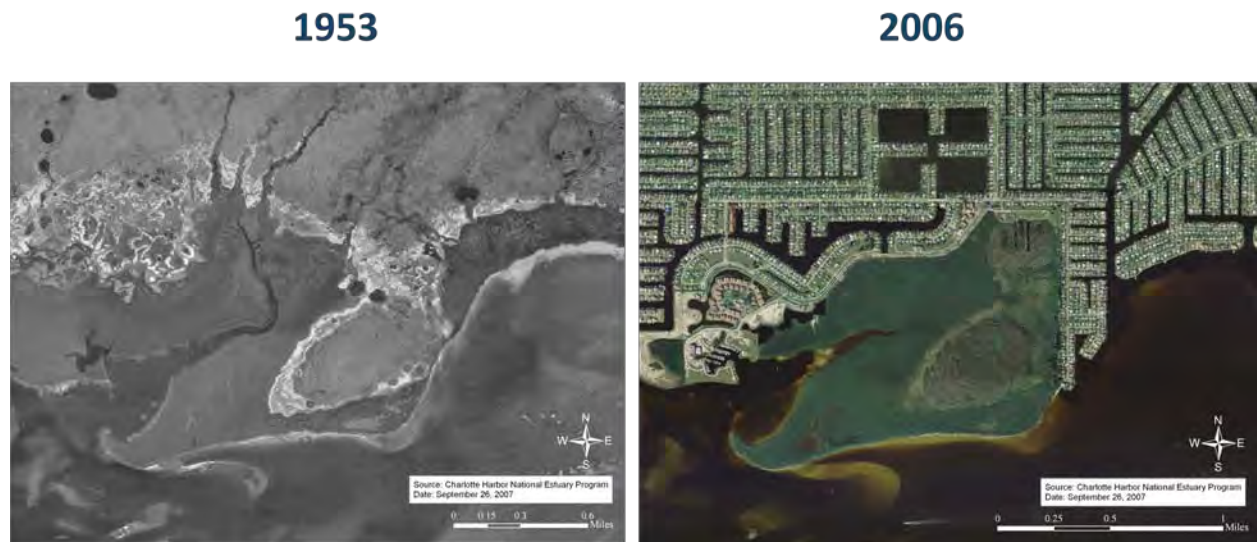 1953
2006
N
W E
S
Source: Charlotte Harbor National Estuary Program
Date: September 26, 2007
0 0.15 0.3 0.6
Miles
N
W E
S
Source: Charlotte Harbor National Estuary Program
Date: September 26, 2007
0 0.25 0.5 1
Miles